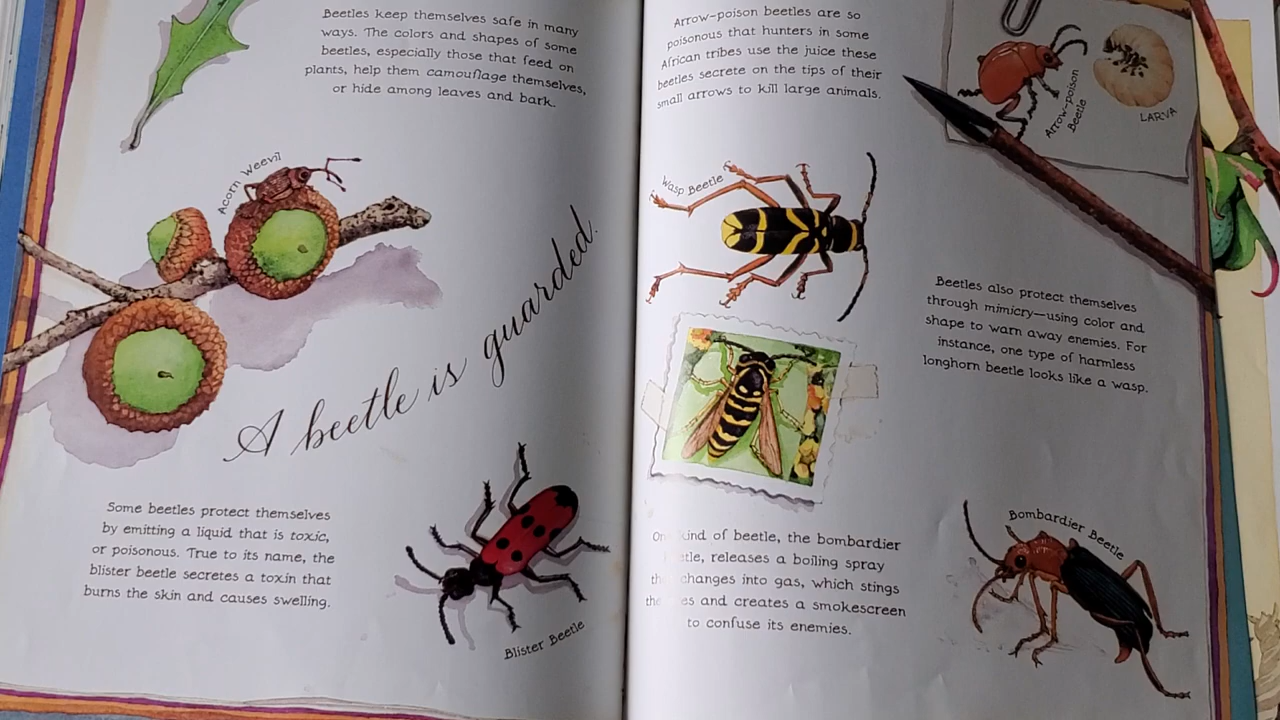 Beetles keep themselves safe in many
ways. The colors and shapes of some
beetles, especially those that feed on
plants, help them camouflage themselves,
or hide among leaves and bark.
Acorn Weevil
A beetle is guarded.
Some beetles protect themselves
by emitting a liquid that is toxic,
or poisonous. True to its name, the
blister beetle secretes a toxin that
burns the skin and causes swelling.
Blister Beetle
Arrow-poison beetles are so
poisonous that hunters in some
African tribes use the juice these
beetles secrete on the tips of their
small arrows to kill large animals.
Arrow-poison
Beetle
LARVA
Wasp Beetle
Beetles also protect themselves
through mimicry—using color and
shape to warn away enemies. For
instance, one type of harmless
longhorn beetle looks like a wasp.
kind of beetle, the bombardier
releases a boiling spray
changes into gas, which stings
and creates a smokescreen
to confuse its enemies.
Bombardier Beetle